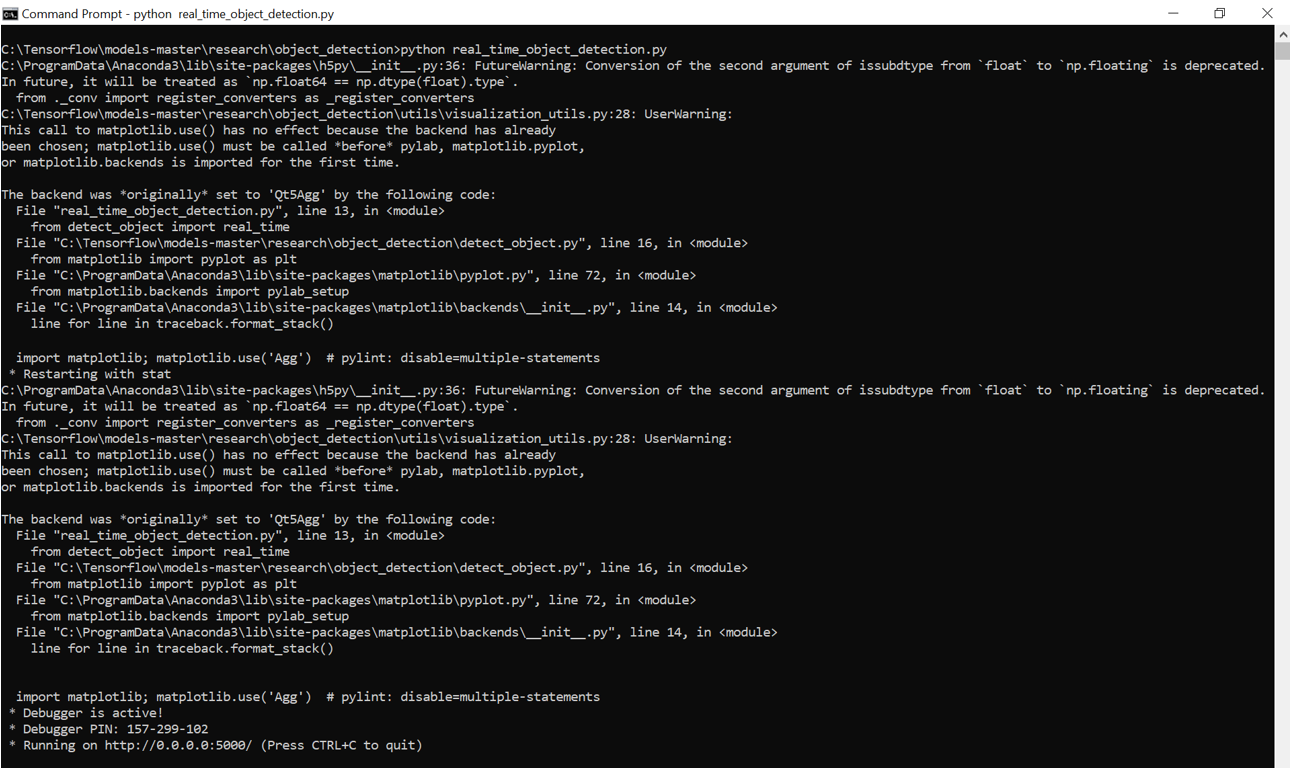 Command Prompt - python  real_time_object_detection.py
C:\Tensorflow\models-master\research\object_detection>python real_time_object_detection.py
C:\ProgramData\Anaconda3\lib\site-packages\h5py\__init__.py:36: FutureWarning: Conversion of the second argument of issubdtype from `float` to `np.floating` is deprecated.
In future, it will be treated as `np.float64 == np.dtype(float).type`.
  from ._conv import register_converters as _register_converters
C:\Tensorflow\models-master\research\object_detection\utils\visualization_utils.py:28: UserWarning:
This call to matplotlib.use() has no effect because the backend has already
been chosen; matplotlib.use() must be called *before* pylab, matplotlib.pyplot,
or matplotlib.backends is imported for the first time.

The backend was *originally* set to 'Qt5Agg' by the following code:
  File "real_time_object_detection.py", line 13, in <module>
    from detect_object import real_time
  File "C:\Tensorflow\models-master\research\object_detection\detect_object.py", line 16, in <module>
    from matplotlib import pyplot as plt
  File "C:\ProgramData\Anaconda3\lib\site-packages\matplotlib\pyplot.py", line 72, in <module>
    from matplotlib.backends import pylab_setup
  File "C:\ProgramData\Anaconda3\lib\site-packages\matplotlib\backends\__init__.py", line 14, in <module>
    line for line in traceback.format_stack()

  import matplotlib; matplotlib.use('Agg')  # pylint: disable=multiple-statements
 * Restarting with stat
C:\ProgramData\Anaconda3\lib\site-packages\h5py\__init__.py:36: FutureWarning: Conversion of the second argument of issubdtype from `float` to `np.floating` is deprecated.
In future, it will be treated as `np.float64 == np.dtype(float).type`.
  from ._conv import register_converters as _register_converters
C:\Tensorflow\models-master\research\object_detection\utils\visualization_utils.py:28: UserWarning:
This call to matplotlib.use() has no effect because the backend has already
been chosen; matplotlib.use() must be called *before* pylab, matplotlib.pyplot,
or matplotlib.backends is imported for the first time.

The backend was *originally* set to 'Qt5Agg' by the following code:
  File "real_time_object_detection.py", line 13, in <module>
    from detect_object import real_time
  File "C:\Tensorflow\models-master\research\object_detection\detect_object.py", line 16, in <module>
    from matplotlib import pyplot as plt
  File "C:\ProgramData\Anaconda3\lib\site-packages\matplotlib\pyplot.py", line 72, in <module>
    from matplotlib.backends import pylab_setup
  File "C:\ProgramData\Anaconda3\lib\site-packages\matplotlib\backends\__init__.py", line 14, in <module>
    line for line in traceback.format_stack()

  import matplotlib; matplotlib.use('Agg')  # pylint: disable=multiple-statements
 * Debugger is active!
 * Debugger PIN: 157-299-102
 * Running on http://0.0.0.0:5000/ (Press CTRL+C to quit)